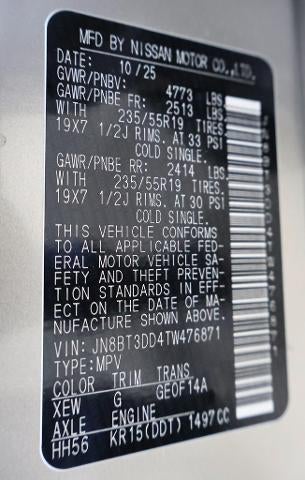 MFD BY NISSAN MOTOR CO.,LTD.
DATE: 10/25
GVWR/PNBV: 4773 LBS
GAWR/PNBE FR: 2513 LBS
WITH 235/55R19 TIRES
19X7 1/2J RIMS. AT 33 PSI
COLD SINGLE.
GAWR/PNBE RR: 2414 LBS
WITH 235/55R19 TIRES
19X7 1/2J RIMS. AT 30 PSI
COLD SINGLE.
THIS VEHICLE CONFORMS
TO ALL APPLICABLE FED-
ERAL MOTOR VEHICLE SA-
FETY AND THEFT PREVEN-
TION STANDARDS IN EFF-
ECT ON THE DATE OF MA-
NUFACTURE SHOWN ABOVE.
VIN: JN8BT3DD4TW476871
TYPE:MPV
COLOR TRIM TRANS
XEW G GE0F14A
AXLE ENGINE
HH56 KR15(DDT) 1497CC